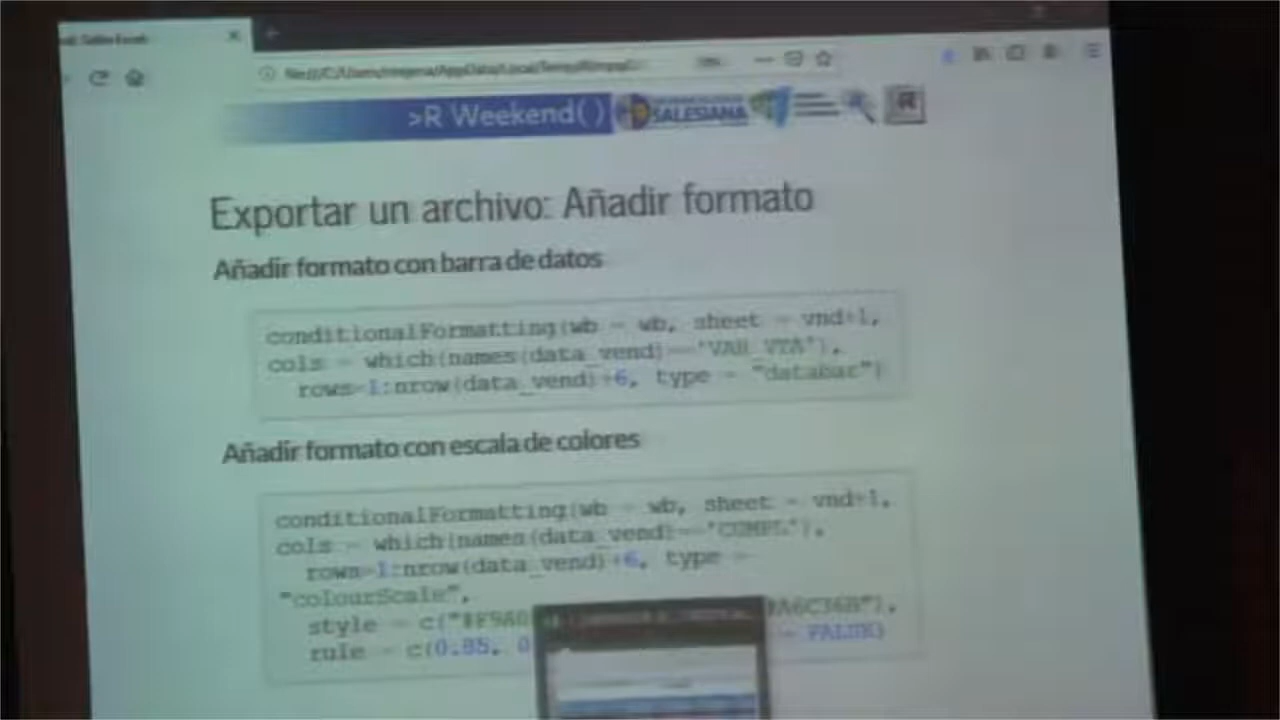 >R Weekend()
SALESIANA
R
Exportar un archivo: Añadir formato
Añadir formato con barra de datos
conditionalFormatting(wb = wb, sheet = vnd+1,
cols = which(names(data_vend)=="VAR_VTA"),
rows=1:nrow(data_vend)+6, type = "databar")
Añadir formato con escala de colores
conditionalFormatting(wb = wb, sheet = vnd+1,
cols = which(names(data_vend)=="CUMPL"),
rows=1:nrow(data_vend)+6, type =
"colourScale",
style = c("#F9A0 #A6C36B"),
rule = c(0.85, 0 = FALSE)